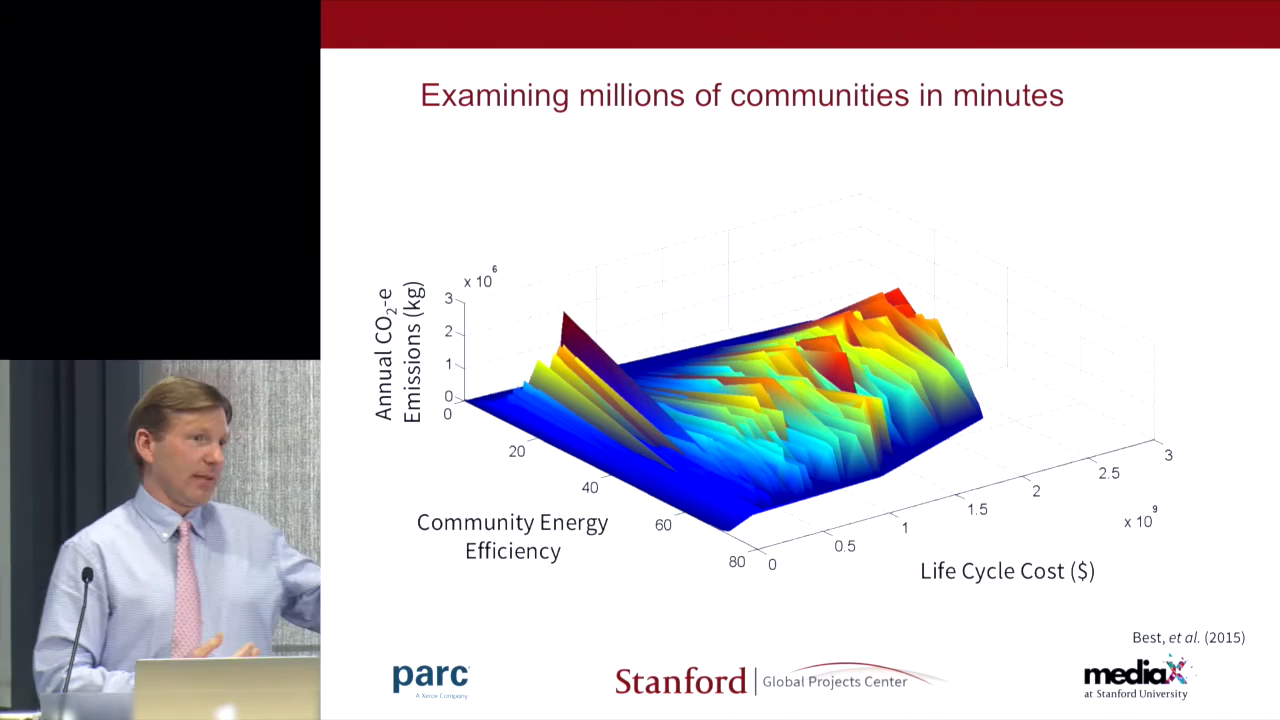 Examining millions of communities in minutes
x 10^6
Annual CO2-e
Emissions (kg)
3
2
1
0
0
20
40
60
80
Community Energy
Efficiency
0
0.5
1
1.5
2
2.5
3
x 10^9
Life Cycle Cost ($)
Best, et al. (2015)
parc
A Xerox Company
Stanford | Global Projects Center
mediaX
at Stanford University